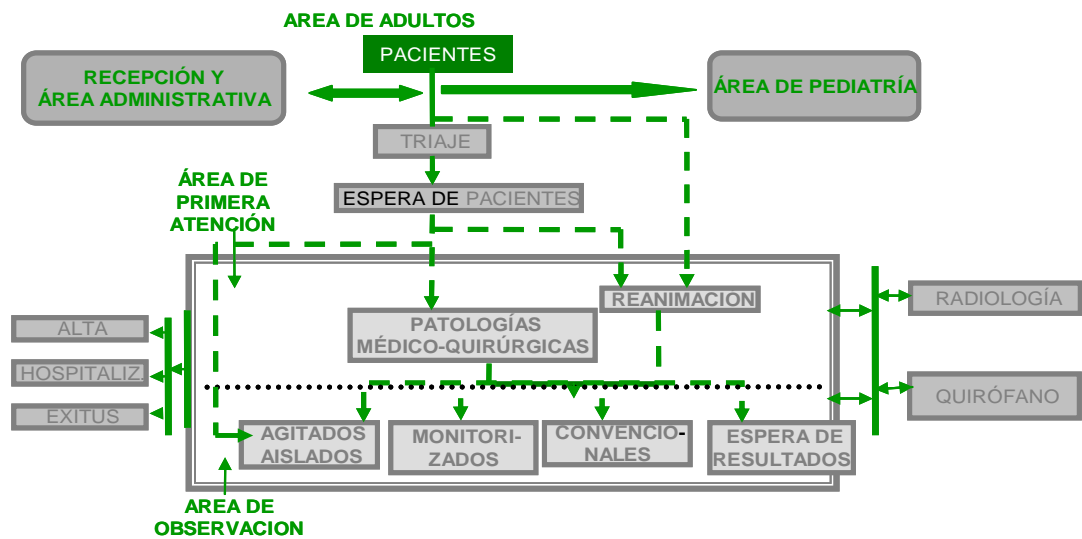 AREA DE ADULTOS
PACIENTES
RECEPCIÓN Y
ÁREA ADMINISTRATIVA
ÁREA DE PEDIATRÍA
TRIAJE
ÁREA DE
PRIMERA
ATENCIÓN
ESPERA DE PACIENTES
REANIMACION
RADIOLOGÍA
PATOLOGÍAS
MÉDICO-QUIRÚRGICAS
ALTA
HOSPITALIZ.
EXITUS
QUIRÓFANO
AGITADOS
AISLADOS
MONITORI-
ZADOS
CONVENCIO-
NALES
ESPERA DE
RESULTADOS
AREA DE
OBSERVACION